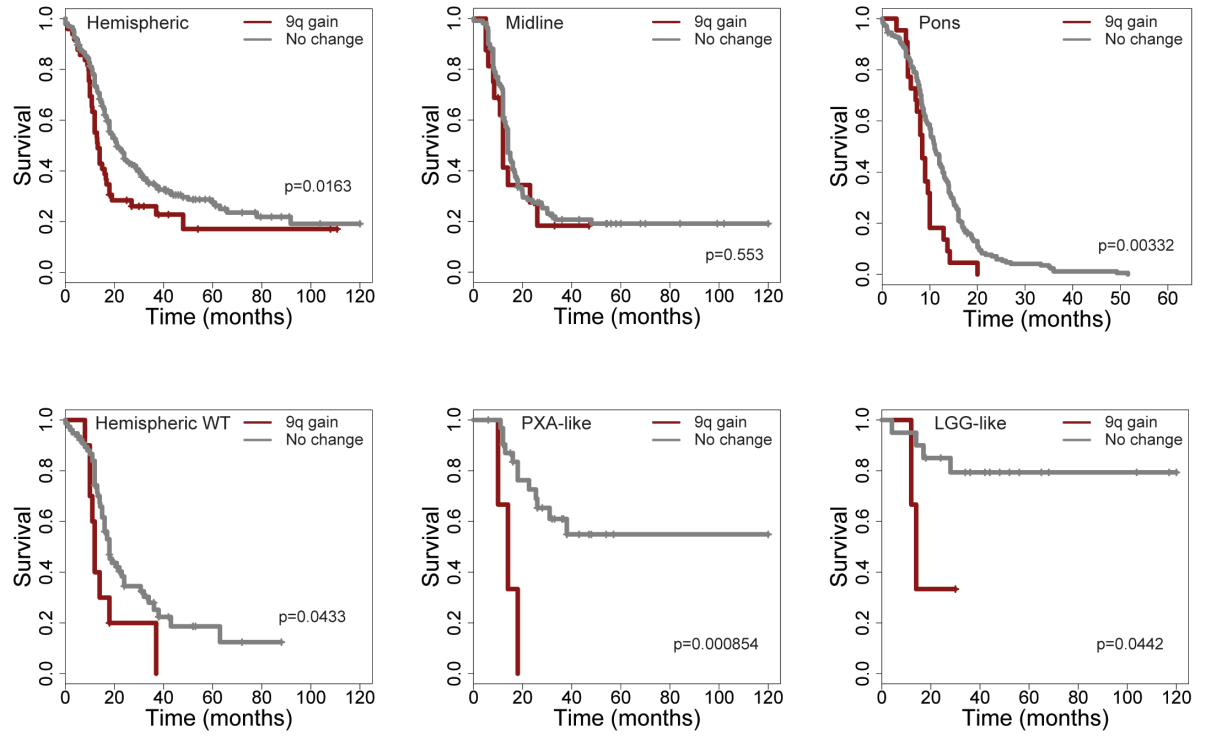 Hemispheric
9q gain
No change
p=0.0163
Survival
0.0 0.2 0.4 0.6 0.8 1.0
0 20 40 60 80 100 120
Time (months)
Midline
9q gain
No change
p=0.553
Survival
0.0 0.2 0.4 0.6 0.8 1.0
0 20 40 60 80 100 120
Time (months)
Pons
9q gain
No change
p=0.00332
Survival
0.0 0.2 0.4 0.6 0.8 1.0
0 10 20 30 40 50 60
Time (months)
Hemispheric WT
9q gain
No change
p=0.0433
Survival
0.0 0.2 0.4 0.6 0.8 1.0
0 20 40 60 80 100 120
Time (months)
PXA-like
9q gain
No change
p=0.000854
Survival
0.0 0.2 0.4 0.6 0.8 1.0
0 20 40 60 80 100 120
Time (months)
LGG-like
9q gain
No change
p=0.0442
Survival
0.0 0.2 0.4 0.6 0.8 1.0
0 20 40 60 80 100 120
Time (months)